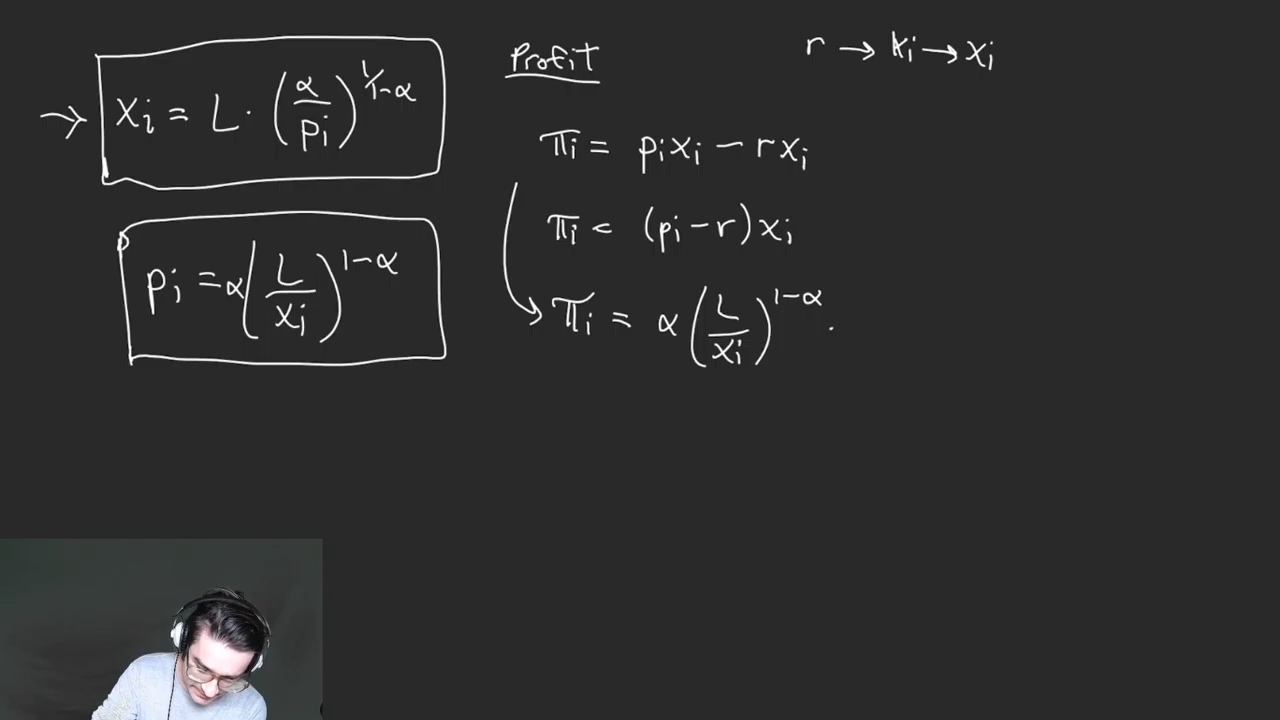 xi = L · (α/pi)^1/1-α
pi = α(L/xi)^1-α
Profit
πi = pixi - rxi
πi = (pi-r)xi
πi = α(L/xi)^1-α ·
r → ki → xi